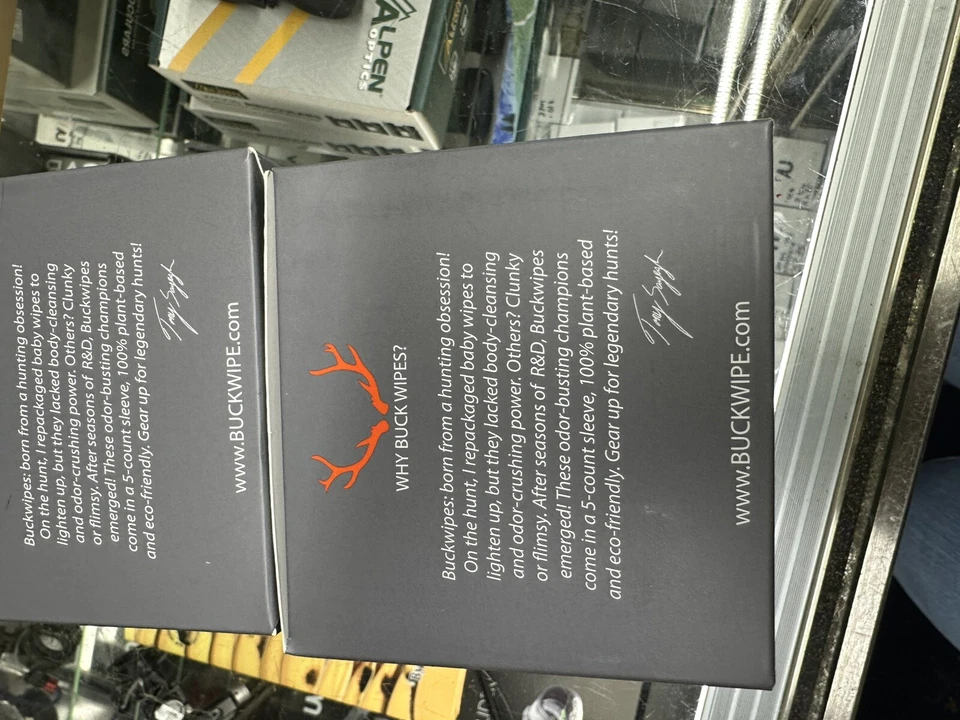 WHY BUCK WIPES?
Buckwipes: born from a hunting obsession!
On the hunt, I repackaged baby wipes to
lighten up, but they lacked body-cleansing
and odor-crushing power. Others? Clunky
or flimsy. After seasons of R&D, Buckwipes
emerged! These odor-busting champions
come in a 5-count sleeve, 100% plant-based
and eco-friendly. Gear up for legendary hunts!
www.BUCKWIPE.com
Buckwipes: born from a hunting obsession!
On the hunt, I repackaged baby wipes to
lighten up, but they lacked body-cleansing
and odor-crushing power. Others? Clunky
or flimsy. After seasons of R&D, Buckwipes
emerged! These odor-busting champions
come in a 5-count sleeve, 100% plant-based
and eco-friendly. Gear up for legendary hunts!
www.BUCKWIPE.com
ALPEN
OPTICS